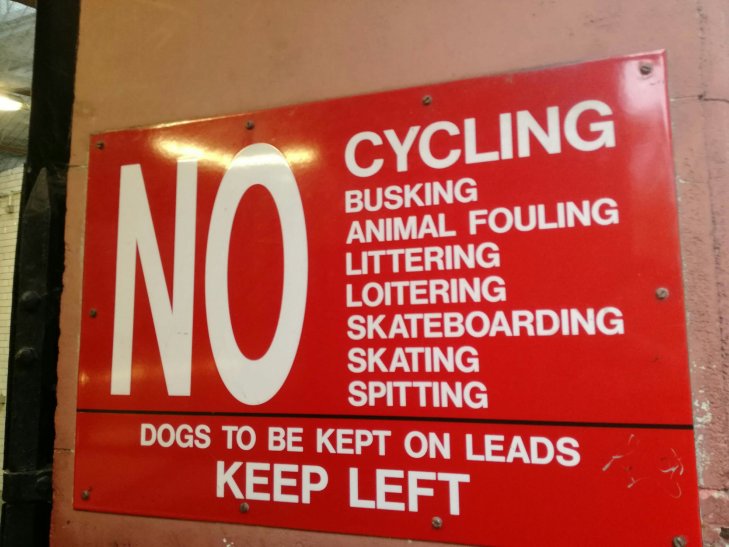 NO
CYCLING
BUSKING
ANIMAL FOULING
LITTERING
LOITERING
SKATEBOARDING
SKATING
SPITTING
DOGS TO BE KEPT ON LEADS
KEEP LEFT